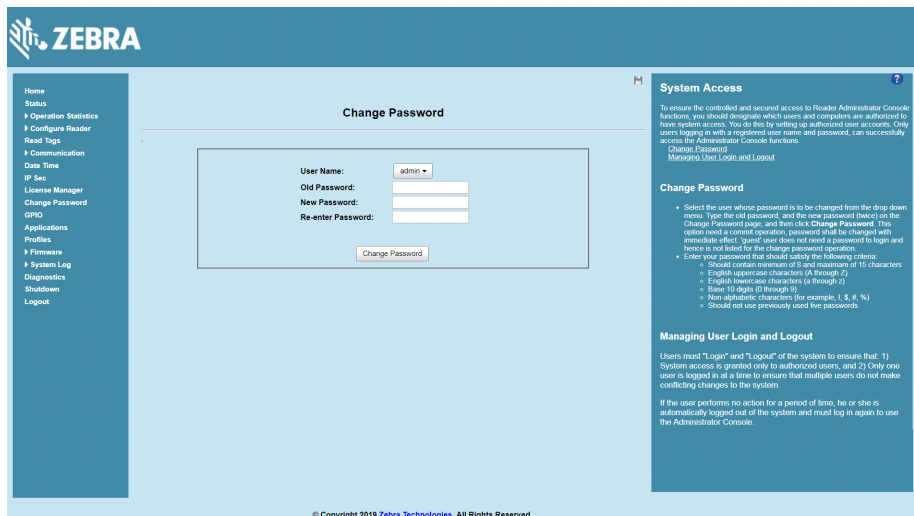 ZEBRA
Home
Status
Operation Statistics
Configure Reader
Read Tags
Communication
Date Time
IP Sec
License Manager
Change Password
GPIO
Applications
Profiles
Firmware
System Log
Diagnostics
Shutdown
Logout
Change Password
User Name:
admin
Old Password:
New Password:
Re-enter Password:
Change Password
?
System Access
To ensure the controlled and secured access to Reader Administrator Console
functions, you should designate which users and computers are authorized to
have system access. You do this by setting up authorized user accounts. Only
users logging in with a registered user name and password, can successfully
access the Administrator Console functions.
Change Password
Managing User Login and Logout
Change Password
• Select the user whose password is to be changed from the drop down
menu. Type the old password, and the new password (twice) on the
Change Password page, and then click Change Password. This
option need a commit operation, password shall be changed with
immediate effect. 'guest' user does not need a password to login and
hence is not listed for the change password operation.
• Enter your password that should satisfy the following criteria:
○ Should contain minimum of 8 and maximam of 15 characters
○ English uppercase characters (A through Z)
○ English lowercase characters (a through z)
○ Base 10 digits (0 through 9)
○ Non-alphabetic characters (for example, !, $, #, %)
○ Should not use previously used five passwords
Managing User Login and Logout
Users must "Login" and "Logout" of the system to ensure that: 1)
System access is granted only to authorized users, and 2) Only one
user is logged in at a time to ensure that multiple users do not make
conflicting changes to the system.
If the user performs no action for a period of time, he or she is
automatically logged out of the system and must log in again to use
the Administrator Console.
© Copyright 2019 Zebra Technologies. All Rights Reserved